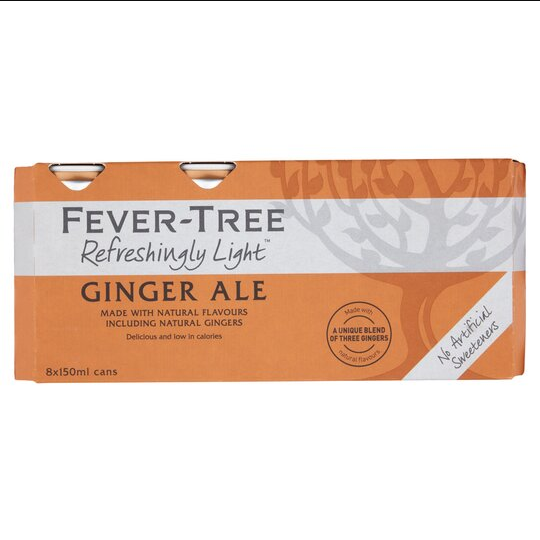 FEVER-TREE
Refreshingly Light™
GINGER ALE
MADE WITH NATURAL FLAVOURS
INCLUDING NATURAL GINGERS
Delicious and low in calories
8x150ml cans
Made with
A UNIQUE BLEND
OF THREE GINGERS
natural flavours
No Artificial
Sweeteners